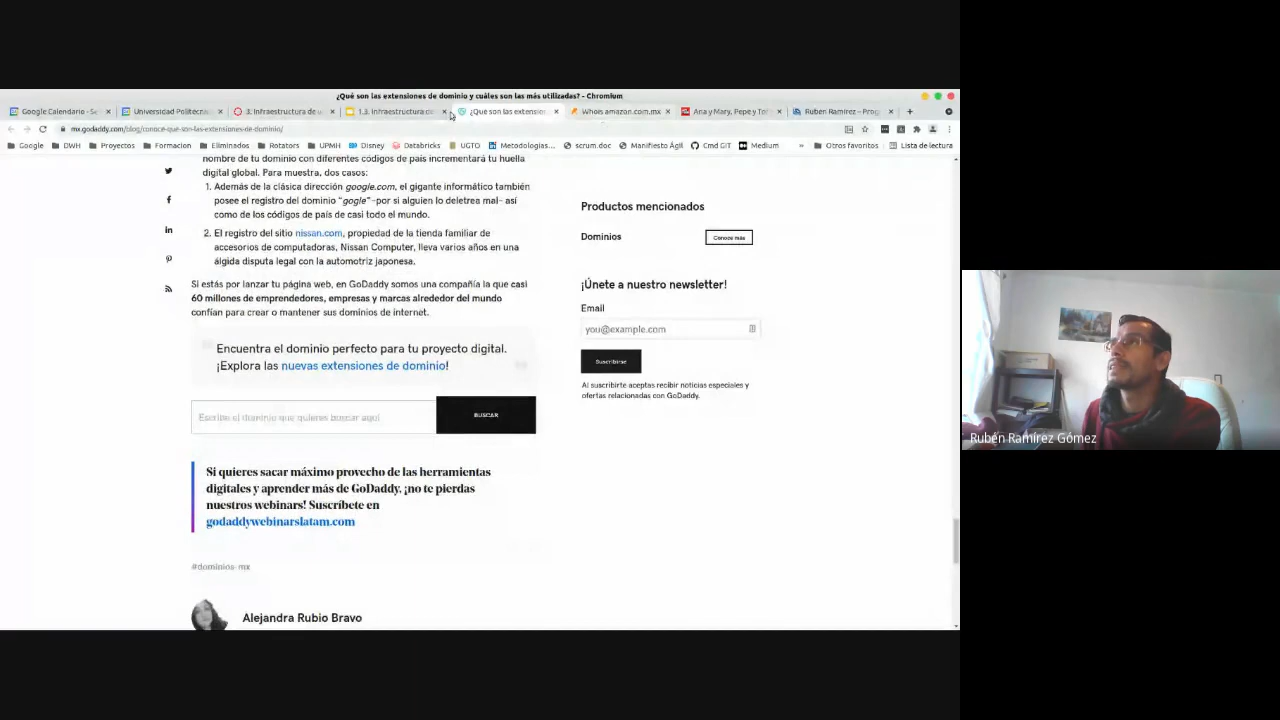 ¿Qué son las extensiones de dominio y cuáles son las más utilizadas? - Chromium
Google Calendario - Se
Universidad Politécnic
3. Infraestructura de
1.3. Infraestructura de
¿Qué son las extension
Whois amazon.com.mx
Ana y Mary, Pepe y To
Ruben Ramírez – Prog
mx.godaddy.com/blog/conoce-que-son-las-extensiones-de-dominio/
Google
DWH
Proyectos
Formacion
Eliminados
Rotators
UPMH
Disney
Databricks
UGTO
Metodologías...
scrum.doc
Manifiesto Ágil
Cmd GIT
Medium
»
Otros favoritos
Lista de lectura
nombre de tu dominio con diferentes códigos de país incrementará tu huella
digital global. Para muestra, dos casos:
1. Además de la clásica dirección google.com, el gigante informático también
posee el registro del dominio “gogle” –por si alguien lo deletrea mal– así
como de los códigos de país de casi todo el mundo.
2. El registro del sitio nissan.com, propiedad de la tienda familiar de
accesorios de computadoras, Nissan Computer, lleva varios años en una
álgida disputa legal con la automotriz japonesa.
Si estás por lanzar tu página web, en GoDaddy somos una compañía la que casi
60 millones de emprendedores, empresas y marcas alrededor del mundo
confían para crear o mantener sus dominios de internet.
Encuentra el dominio perfecto para tu proyecto digital.
¡Explora las nuevas extensiones de dominio!
Escribe el dominio que quieres buscar aquí
BUSCAR
Si quieres sacar máximo provecho de las herramientas
digitales y aprender más de GoDaddy, ¡no te pierdas
nuestros webinars! Suscríbete en
godaddywebinarslatam.com
#dominios-mx
Alejandra Rubio Bravo
Productos mencionados
Dominios
Conoce más
¡Únete a nuestro newsletter!
Email
you@example.com
Suscribirse
Al suscribirte aceptas recibir noticias especiales y
ofertas relacionadas con GoDaddy.
Rubén Ramírez Gómez